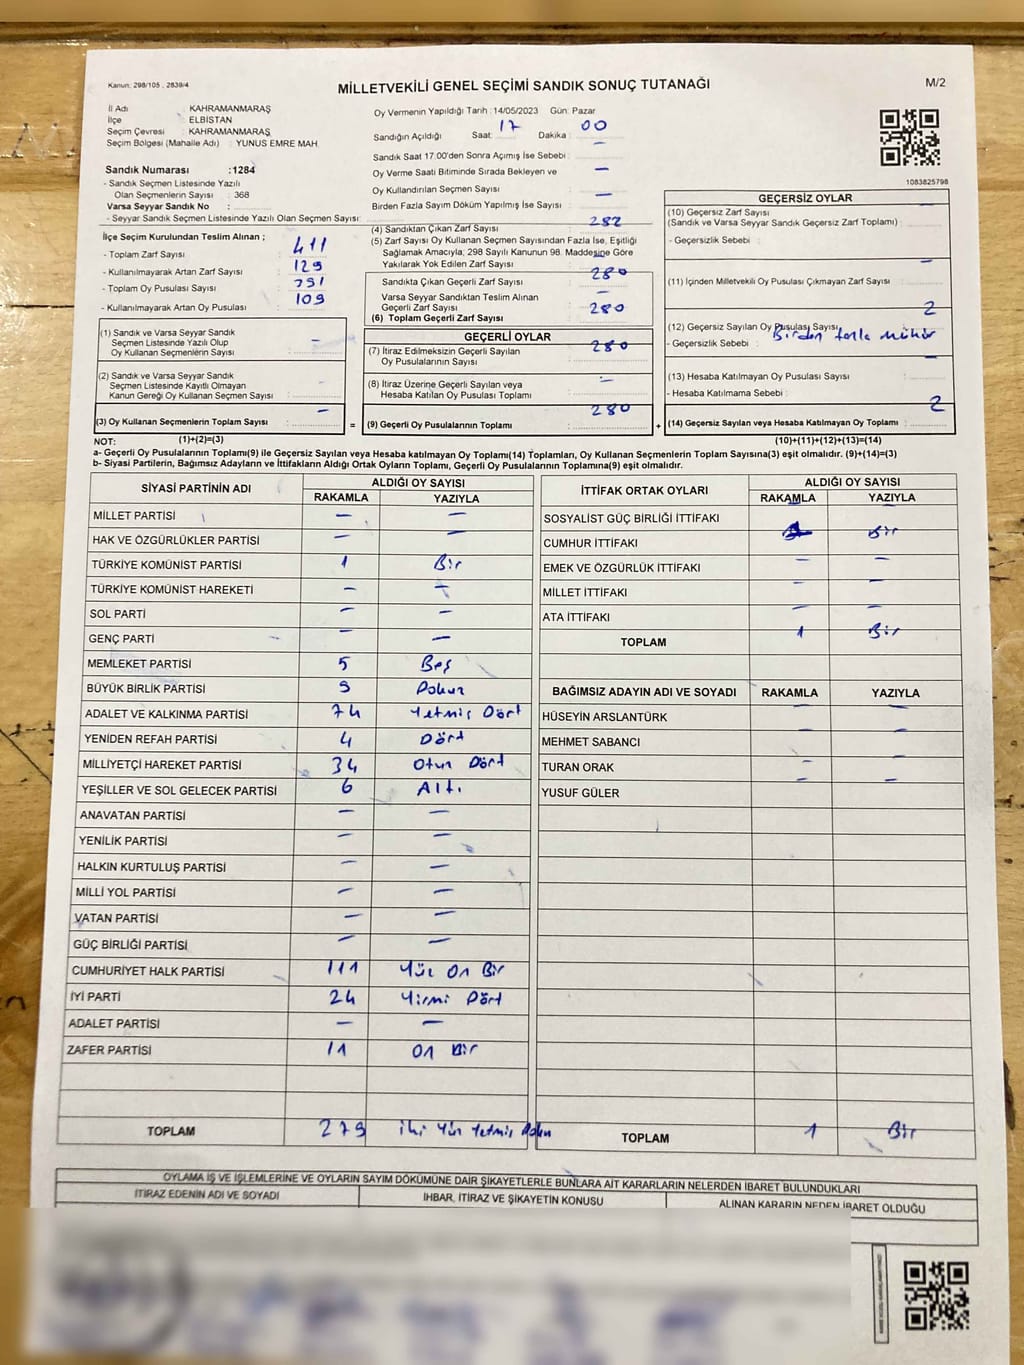 Kanun: 298/105 , 2839/4
MİLLETVEKİLİ GENEL SEÇİMİ SANDIK SONUÇ TUTANAĞI
M/2
İl Adı : KAHRAMANMARAŞ
İlçe : ELBİSTAN
Seçim Çevresi : KAHRAMANMARAŞ
Seçim Bölgesi (Mahalle Adı) : YUNUS EMRE MAH.
Oy Vermenin Yapıldığı Tarih :14/05/2023 Gün: Pazar
Sandığın Açıldığı Saat: 17 Dakika : 00
Sandık Saat 17.00'den Sonra Açımış İse Sebebi : –
Oy Verme Saati Bitiminde Sırada Bekleyen ve
Oy Kullandırılan Seçmen Sayısı : –
Birden Fazla Sayım Döküm Yapılmış İse Sayısı : –
1083825798
Sandık Numarası :1284
- Sandık Seçmen Listesinde Yazılı
Olan Seçmenlerin Sayısı : 368
Varsa Seyyar Sandık No :
- Seyyar Sandık Seçmen Listesinde Yazılı Olan Seçmen Sayısı:
İlçe Seçim Kurulundan Teslim Alınan ;
- Toplam Zarf Sayısı : 411
- Kullanılmayarak Artan Zarf Sayısı : 129
- Toplam Oy Pusulası Sayısı : 391
- Kullanılmayarak Artan Oy Pusulası : 109
(1) Sandık ve Varsa Seyyar Sandık
Seçmen Listesinde Yazılı Olup
Oy Kullanan Seçmenlerin Sayısı : –
(2) Sandık ve Varsa Seyyar Sandık
Seçmen Listesinde Kayıtlı Olmayan
Kanun Gereği Oy Kullanan Seçmen Sayısı : –
(3) Oy Kullanan Seçmenlerin Toplam Sayısı : –
(4) Sandıktan Çıkan Zarf Sayısı : 282
(5) Zarf Sayısı Oy Kullanan Seçmen Sayısından Fazla İse, Eşitliği
Sağlamak Amacıyla, 298 Sayılı Kanunun 98. Maddesine Göre
Yakılarak Yok Edilen Zarf Sayısı : –
Sandıkta Çıkan Geçerli Zarf Sayısı : 280
Varsa Seyyar Sandıktan Teslim Alınan
Geçerli Zarf Sayısı : –
(6) Toplam Geçerli Zarf Sayısı : 280
GEÇERLİ OYLAR
(7) İtiraz Edilmeksizin Geçerli Sayılan
Oy Pusulalarının Sayısı : 280
(8) İtiraz Üzerine Geçerli Sayılan veya
Hesaba Katılan Oy Pusulası Toplamı : –
= (9) Geçerli Oy Pusulalarının Toplamı : 280
GEÇERSİZ OYLAR
(10) Geçersiz Zarf Sayısı
(Sandık ve Varsa Seyyar Sandık Geçersiz Zarf Toplamı) :
- Geçersizlik Sebebi :
(11) İçinden Milletvekili Oy Pusulası Çıkmayan Zarf Sayısı : –
(12) Geçersiz Sayılan Oy Pusulası Sayısı : 2
- Geçersizlik Sebebi : Birden fazla mühür
(13) Hesaba Katılmayan Oy Pusulası Sayısı : –
- Hesaba Katılmama Sebebi :
+ (14) Geçersiz Sayılan veya Hesaba Katılmayan Oy Toplamı : 2
NOT: (1)+(2)=(3) (10)+(11)+(12)+(13)=(14)
a- Geçerli Oy Pusulalarının Toplamı(9) ile Geçersiz Sayılan veya Hesaba katılmayan Oy Toplamı(14) Toplamları, Oy Kullanan Seçmenlerin Toplam Sayısına(3) eşit olmalıdır. (9)+(14)=(3)
b- Siyasi Partilerin, Bağımsız Adayların ve İttifakların Aldığı Ortak Oyların Toplamı, Geçerli Oy Pusulalarının Toplamına(9) eşit olmalıdır.
SİYASİ PARTİNİN ADI ALDIĞI OY SAYISI
RAKAMLA YAZIYLA
MİLLET PARTİSİ – –
HAK VE ÖZGÜRLÜKLER PARTİSİ – –
TÜRKİYE KOMÜNİST PARTİSİ 1 Bir
TÜRKİYE KOMÜNİST HAREKETİ – –
SOL PARTİ – –
GENÇ PARTİ – –
MEMLEKET PARTİSİ 5 Beş
BÜYÜK BİRLİK PARTİSİ 9 Dokuz
ADALET VE KALKINMA PARTİSİ 74 Yetmiş Dört
YENİDEN REFAH PARTİSİ 4 Dört
MİLLİYETÇİ HAREKET PARTİSİ 34 Otuz Dört
YEŞİLLER VE SOL GELECEK PARTİSİ 6 Altı
ANAVATAN PARTİSİ – –
YENİLİK PARTİSİ – –
HALKIN KURTULUŞ PARTİSİ – –
MİLLİ YOL PARTİSİ – –
VATAN PARTİSİ – –
GÜÇ BİRLİĞİ PARTİSİ – –
CUMHURİYET HALK PARTİSİ 111 Yüz On Bir
İYİ PARTİ 24 Yirmi Dört
ADALET PARTİSİ – –
ZAFER PARTİSİ 11 On Bir
TOPLAM 279 iki Yüz Yetmiş Dokuz
İTTİFAK ORTAK OYLARI ALDIĞI OY SAYISI
RAKAMLA YAZIYLA
SOSYALİST GÜÇ BİRLİĞİ İTTİFAKI – –
CUMHUR İTTİFAKI 1 Bir
EMEK VE ÖZGÜRLÜK İTTİFAKI – –
MİLLET İTTİFAKI – –
ATA İTTİFAKI – –
TOPLAM 1 Bir
BAĞIMSIZ ADAYIN ADI VE SOYADI RAKAMLA YAZIYLA
HÜSEYİN ARSLANTÜRK – –
MEHMET SABANCI – –
TURAN ORAK – –
YUSUF GÜLER – –
TOPLAM 1 Bir
OYLAMA İŞ VE İŞLEMLERİNE VE OYLARIN SAYIM DÖKÜMÜNE DAİR ŞİKAYETLERLE BUNLARA AİT KARARLARIN NELERDEN İBARET BULUNDUKLARI
İTİRAZ EDENİN ADI VE SOYADI İHBAR, İTİRAZ VE ŞİKAYETİN KONUSU ALINAN KARARIN NEDEN İBARET OLDUĞU